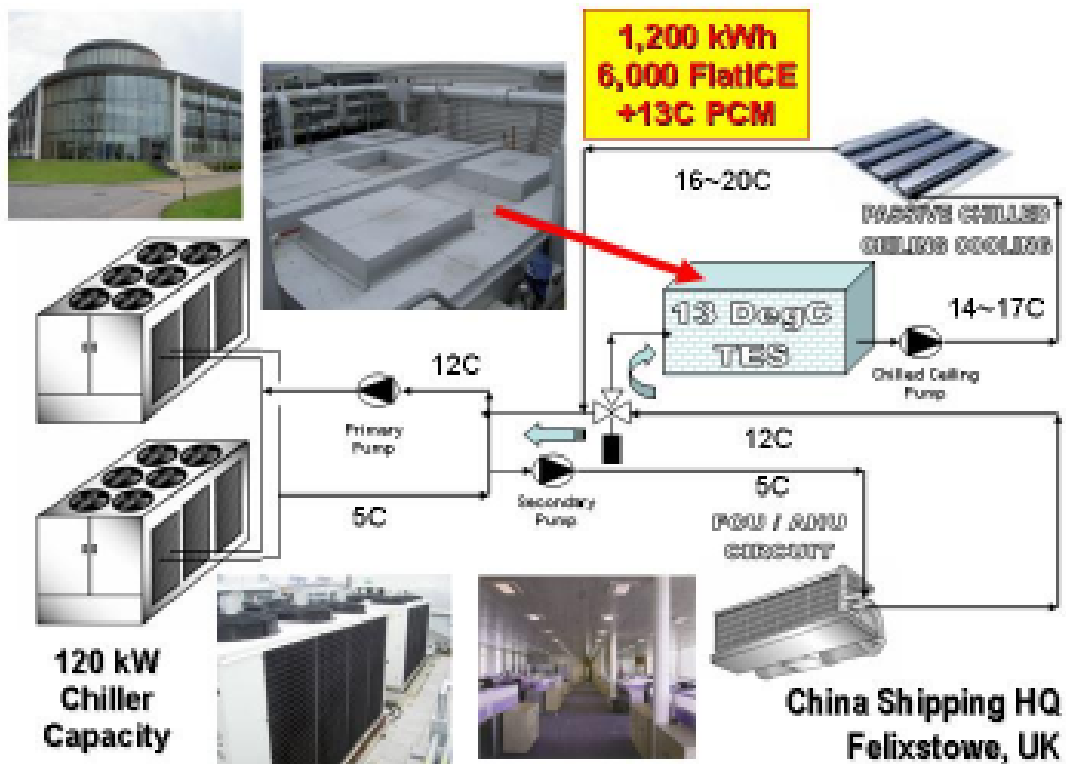 1,200 kWh
6,000 FlatICE
+13C PCM
16~20C
PASSIVE CHILLED
CEILING COOLING
13 DegC
TES
14~17C
Chilled Ceiling
Pump
12C
Primary
Pump
12C
5C
Secondary
Pump
5C
FCU / AHU
CIRCUIT
120 kW
Chiller
Capacity
China Shipping HQ
Felixstowe, UK